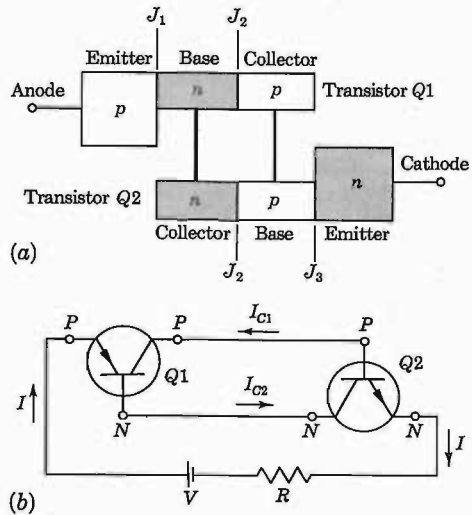 J1 J2
Emitter Base Collector
Anode
p n p Transistor Q1
Cathode
Transistor Q2 n p n
Collector Base Emitter
(a)
J2 J3
IC1
P P P
Q1 Q2
IC2
I
N N N
I
V R
(b)